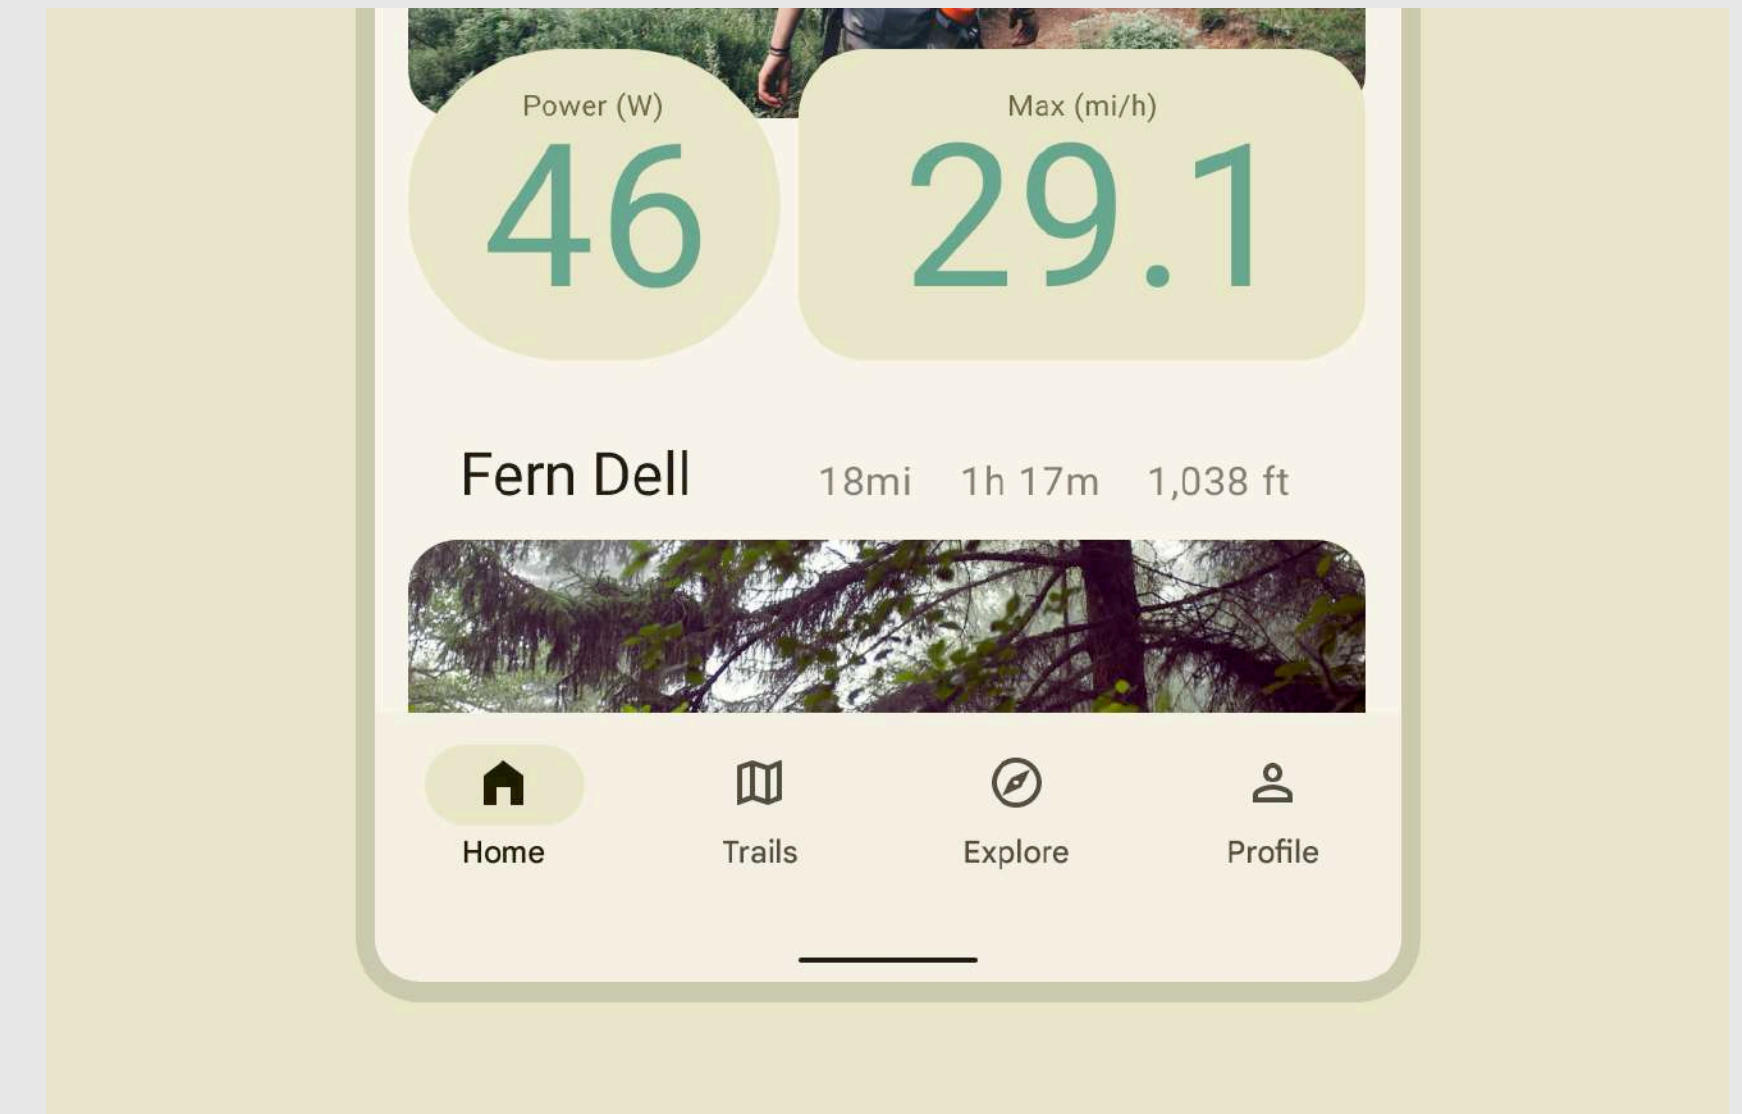 Power (W)
46
Max (mi/h)
29.1
Fern Dell
18mi 1h 17m 1,038 ft
Home
Trails
Explore
Profile